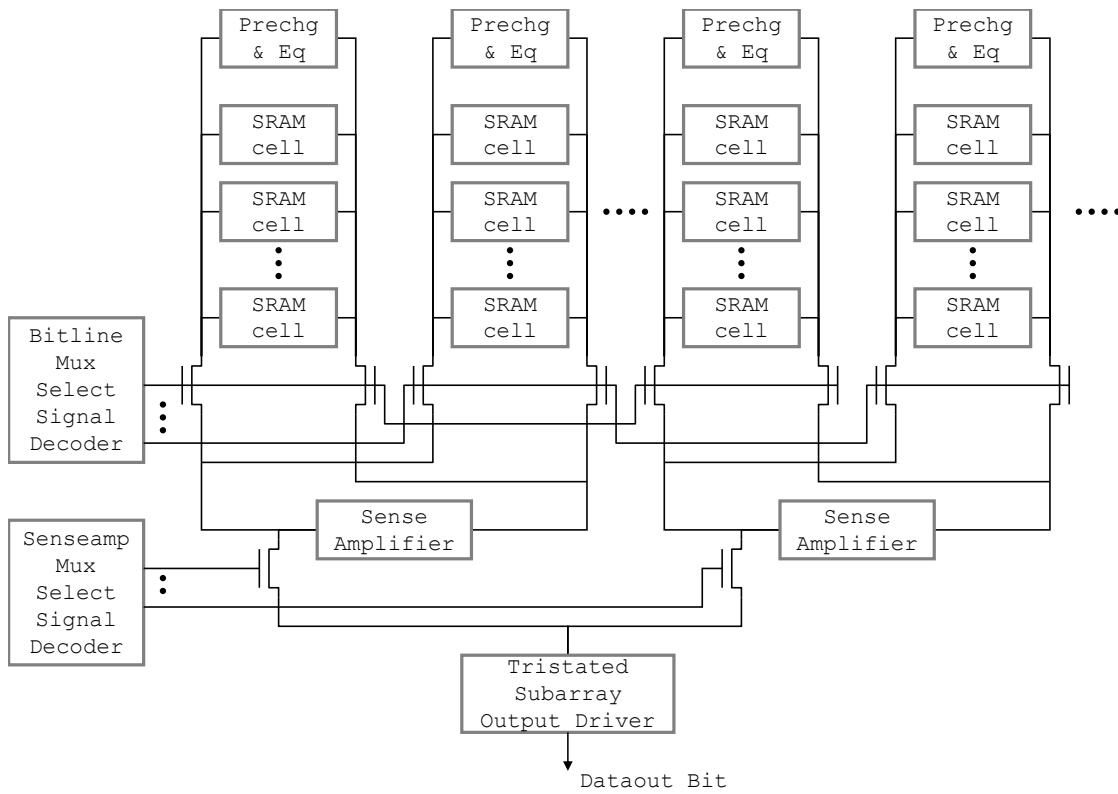 Prechg
& Eq
Prechg
& Eq
Prechg
& Eq
Prechg
& Eq
SRAM
cell
SRAM
cell
SRAM
cell
SRAM
cell
SRAM
cell
SRAM
cell
SRAM
cell
SRAM
cell
SRAM
cell
SRAM
cell
SRAM
cell
SRAM
cell
Bitline
Mux
Select
Signal
Decoder
Sense
Amplifier
Sense
Amplifier
Senseamp
Mux
Select
Signal
Decoder
Tristated
Subarray
Output Driver
Dataout Bit